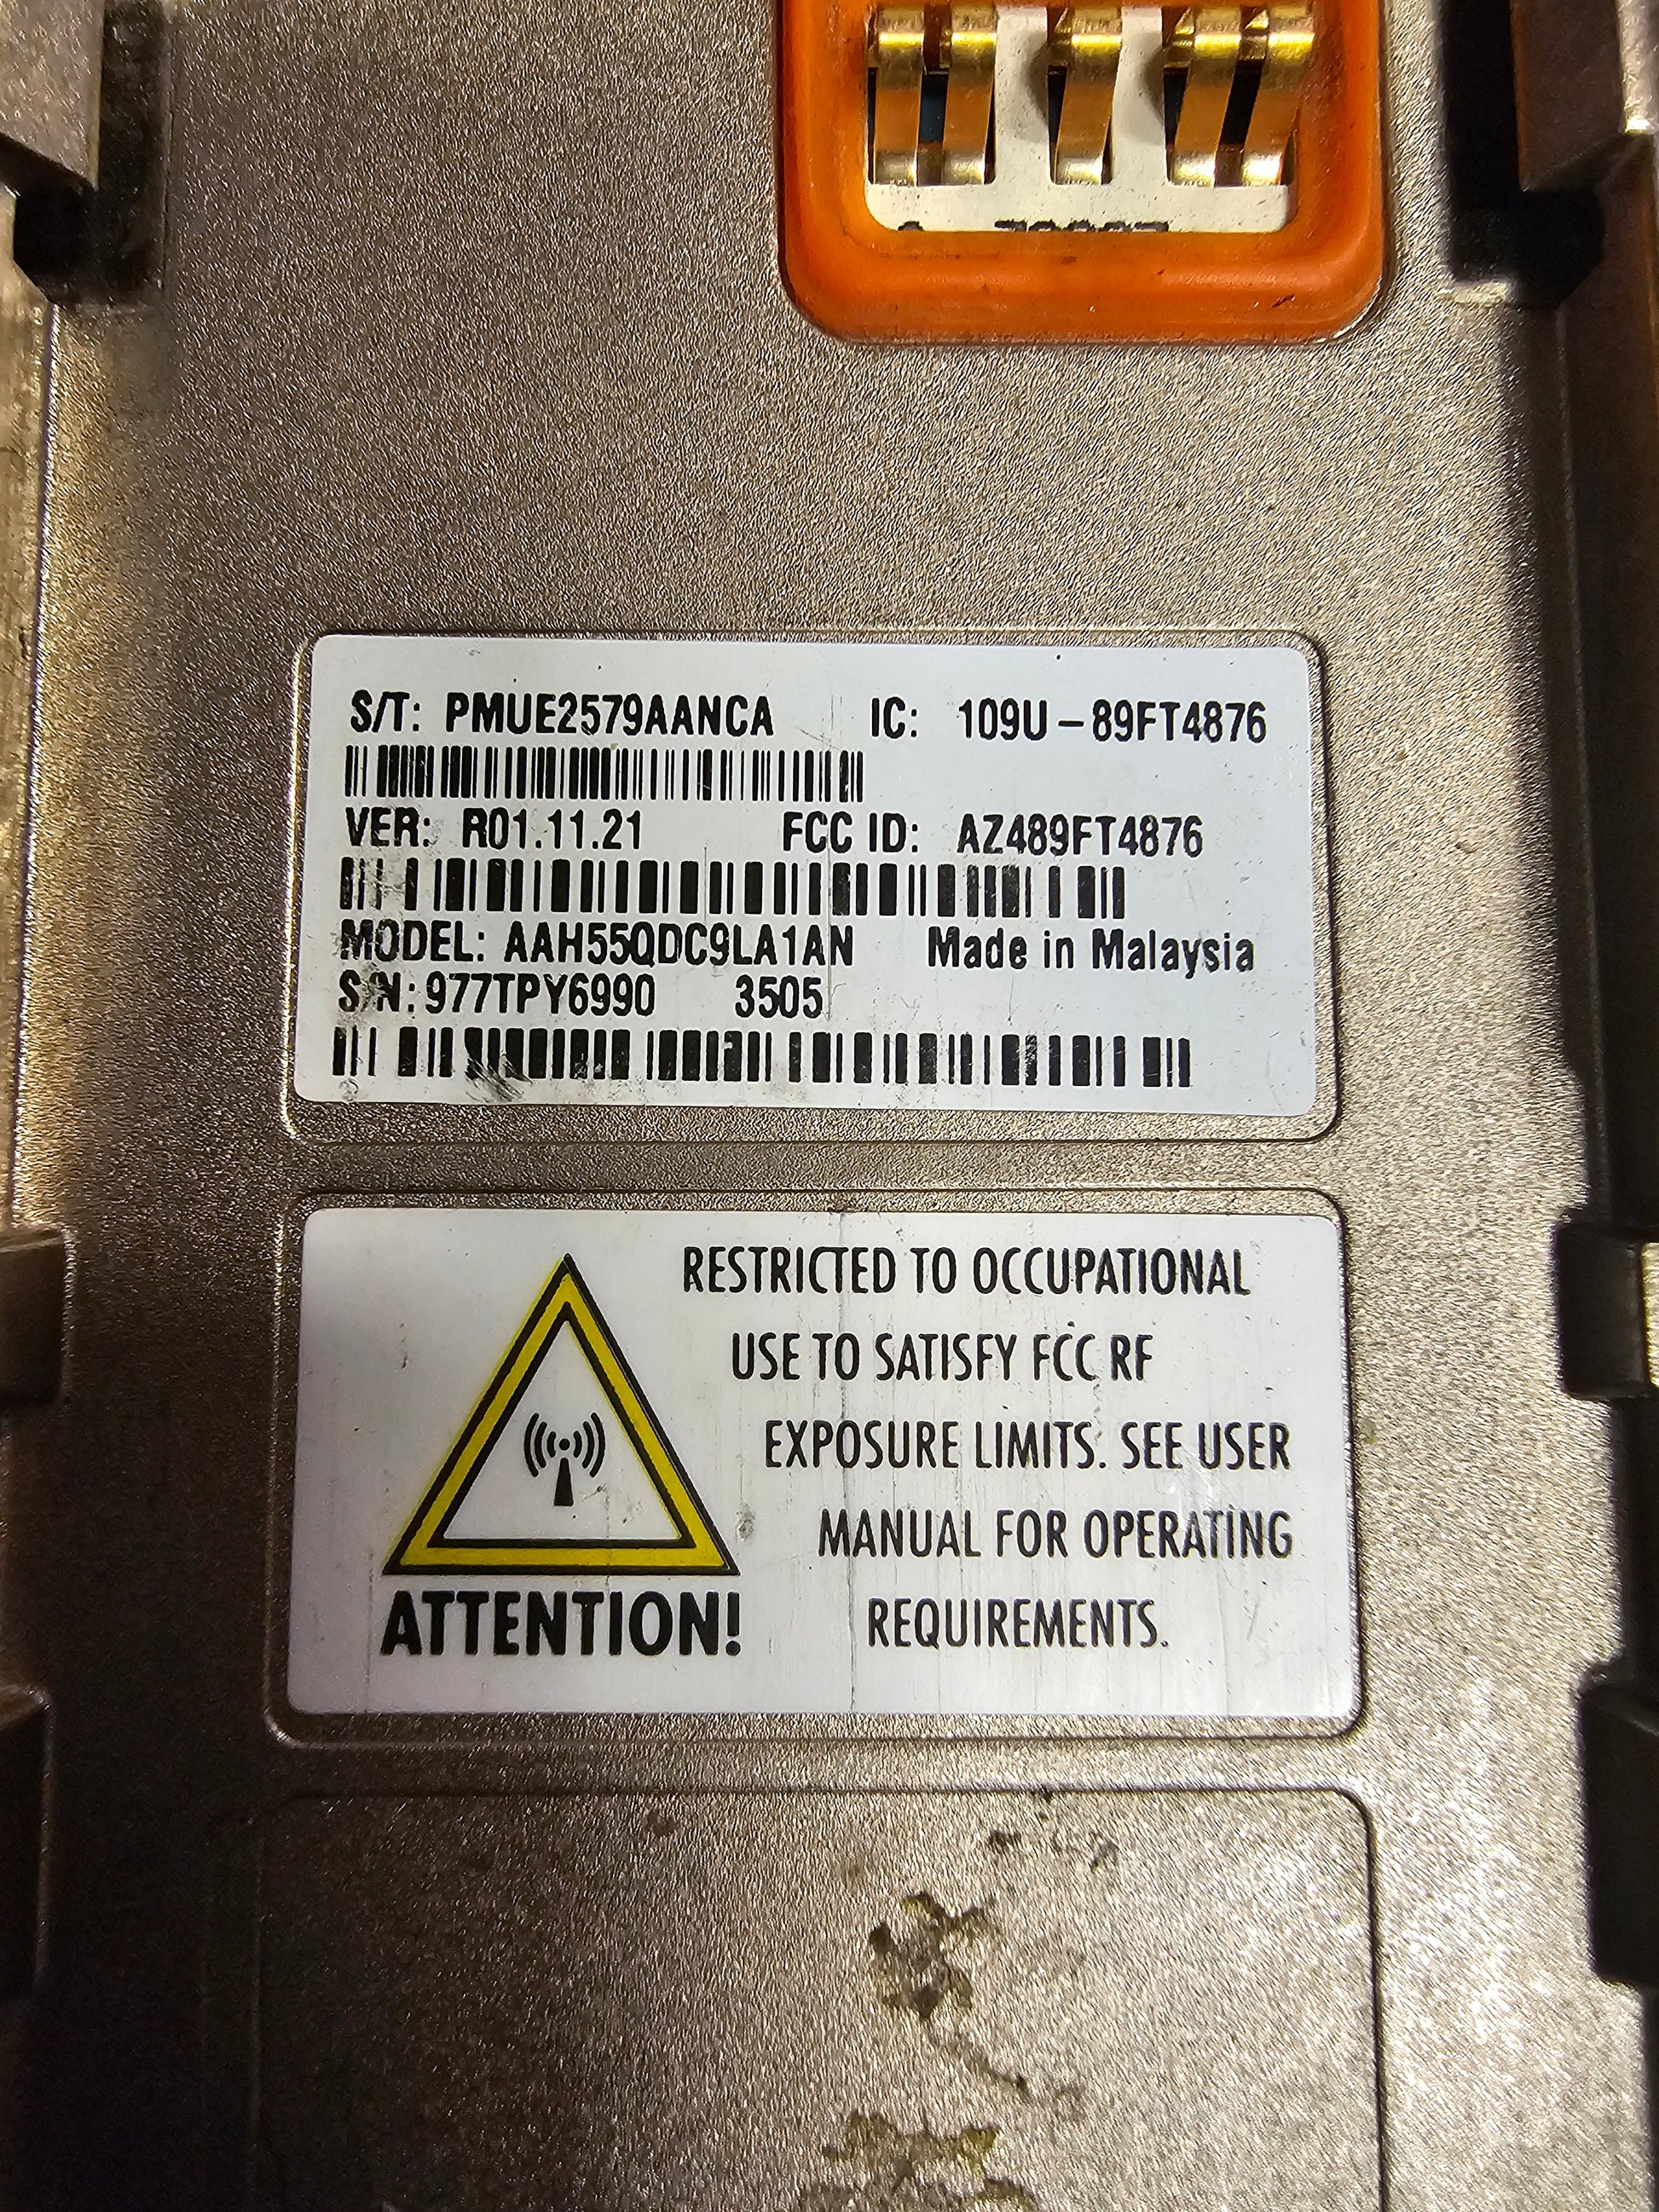 S/T: PMUE2579AANCA IC: 109U-89FT4876
VER: R01.11.21 FCC ID: AZ489FT4876
MODEL: AAH55QDC9LA1AN Made in Malaysia
S/N: 977TPY6990 3505
RESTRICTED TO OCCUPATIONAL
USE TO SATISFY FCC RF
EXPOSURE LIMITS. SEE USER
MANUAL FOR OPERATING
REQUIREMENTS.
ATTENTION!